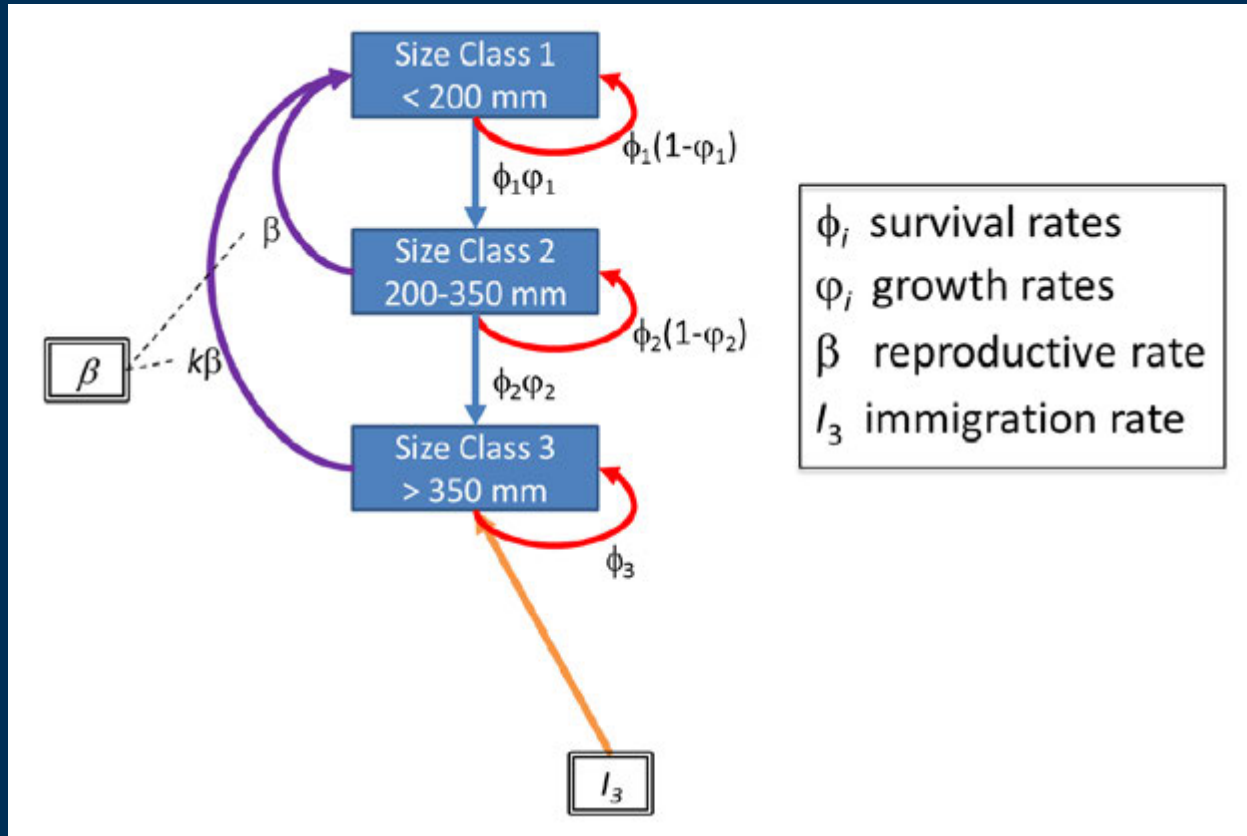 Size Class 1
< 200 mm
ϕ₁(1-φ₁)
ϕ₁φ₁
β
Size Class 2
200-350 mm
ϕ₂(1-φ₂)
β
kβ
ϕ₂φ₂
Size Class 3
> 350 mm
ϕ₃
I₃
ϕᵢ survival rates
φᵢ growth rates
β reproductive rate
I₃ immigration rate